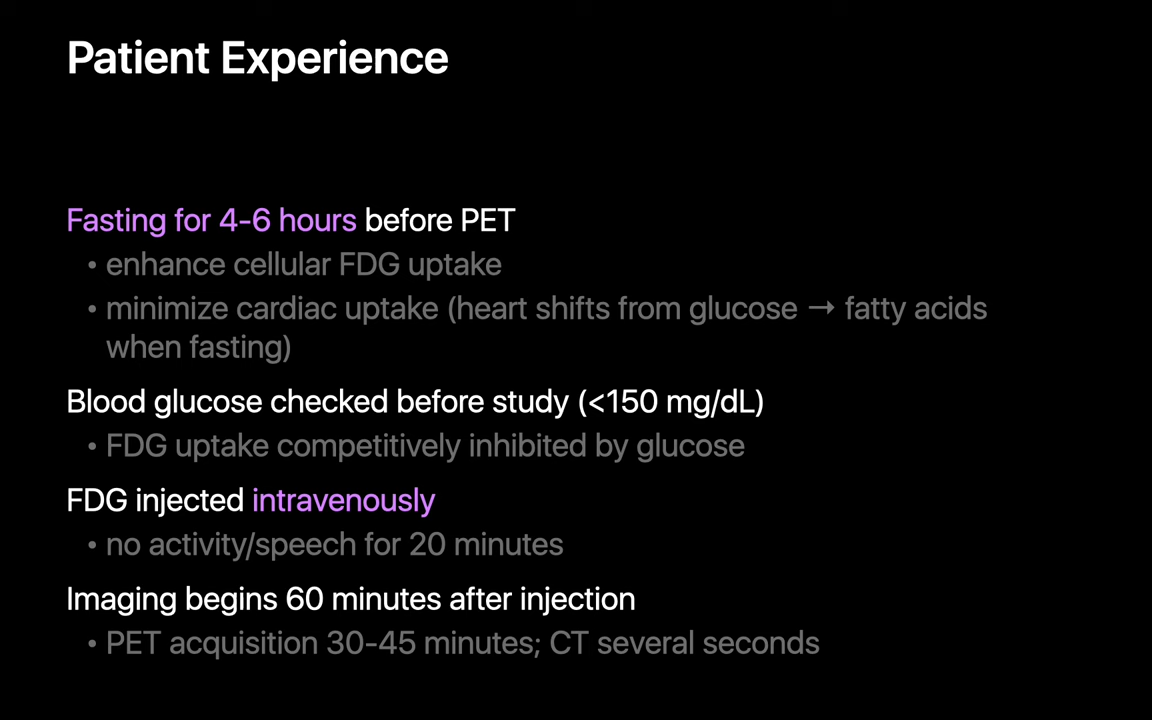 Patient Experience
Fasting for 4-6 hours before PET
• enhance cellular FDG uptake
• minimize cardiac uptake (heart shifts from glucose → fatty acids
when fasting)
Blood glucose checked before study (<150 mg/dL)
• FDG uptake competitively inhibited by glucose
FDG injected intravenously
• no activity/speech for 20 minutes
Imaging begins 60 minutes after injection
• PET acquisition 30-45 minutes; CT several seconds